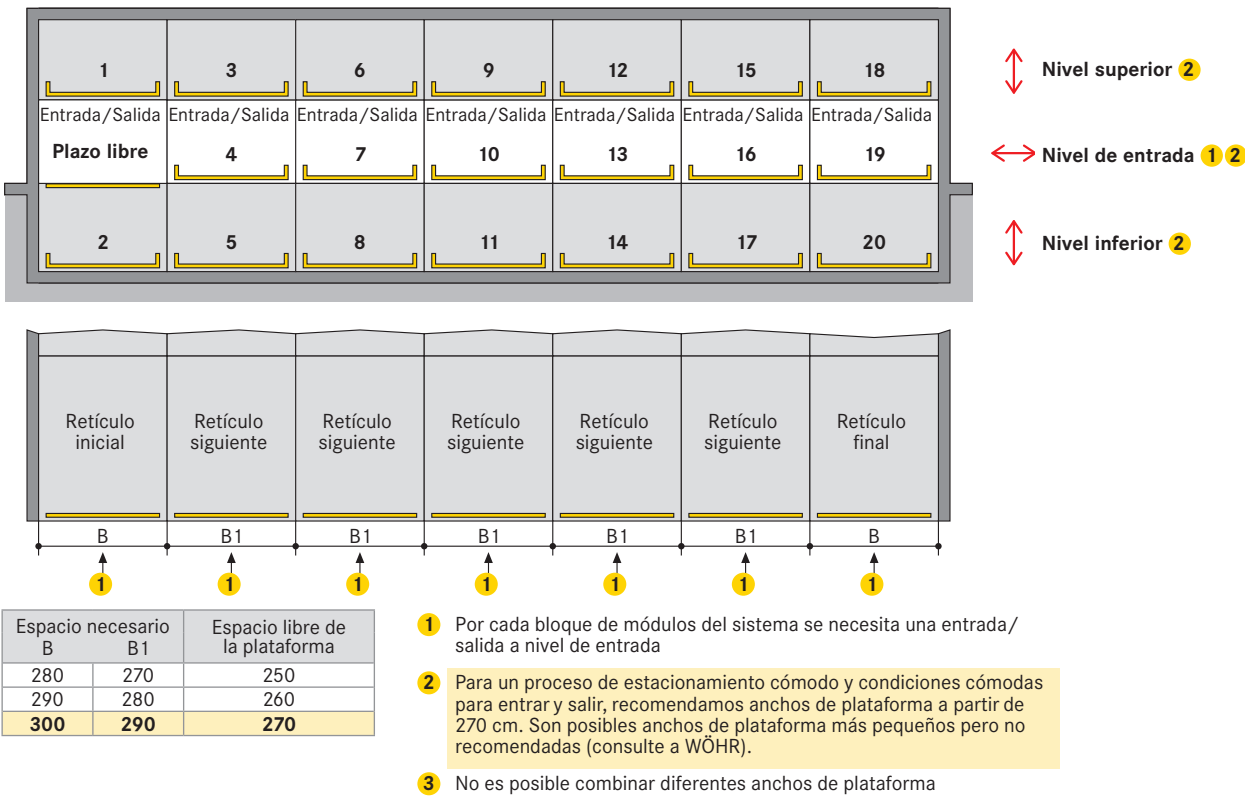 1 3 6 9 12 15 18
Nivel superior 2
Entrada/Salida Entrada/Salida Entrada/Salida Entrada/Salida Entrada/Salida Entrada/Salida Entrada/Salida
Plazo libre 4 7 10 13 16 19
Nivel de entrada 1 2
2 5 8 11 14 17 20
Nivel inferior 2
Retículo inicial
Retículo siguiente
Retículo siguiente
Retículo siguiente
Retículo siguiente
Retículo siguiente
Retículo final
B B1 B1 B1 B1 B1 B
1 1 1 1 1 1 1
Espacio necesario
B B1
Espacio libre de
la plataforma
280 270 250
290 280 260
300 290 270
1 Por cada bloque de módulos del sistema se necesita una entrada/
salida a nivel de entrada
2 Para un proceso de estacionamiento cómodo y condiciones cómodas
para entrar y salir, recomendamos anchos de plataforma a partir de
270 cm. Son posibles anchos de plataforma más pequeños pero no
recomendadas (consulte a WÖHR).
3 No es posible combinar diferentes anchos de plataforma